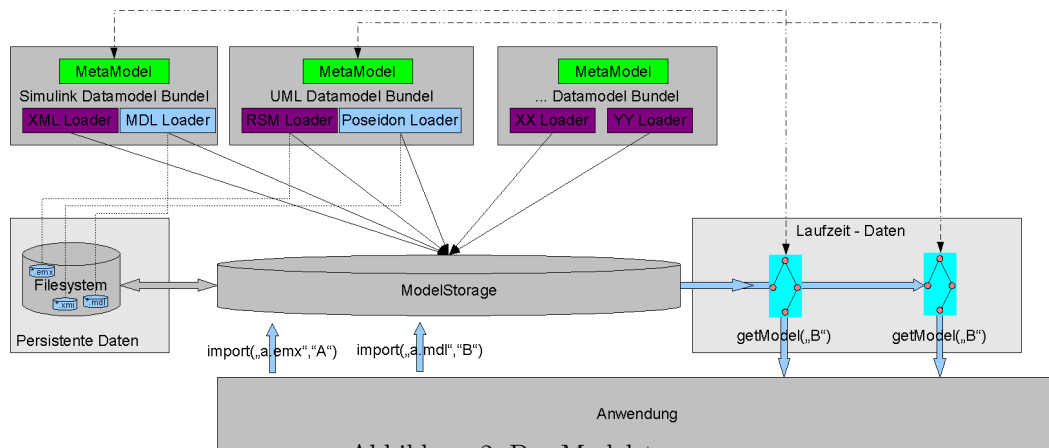 MetaModel
Simulink Datamodel Bundel
XML Loader
MDL Loader
MetaModel
UML Datamodel Bundel
RSM Loader
Poseidon Loader
MetaModel
... Datamodel Bundel
XX Loader
YY Loader
*.emx
Filesystem
*.xmi
*.mdl
Persistente Daten
ModelStorage
Laufzeit - Daten
getModel(„B“)
getModel(„B“)
import(„a.emx“,“A“)
import(„a.mdl“,“B“)
Anwendung